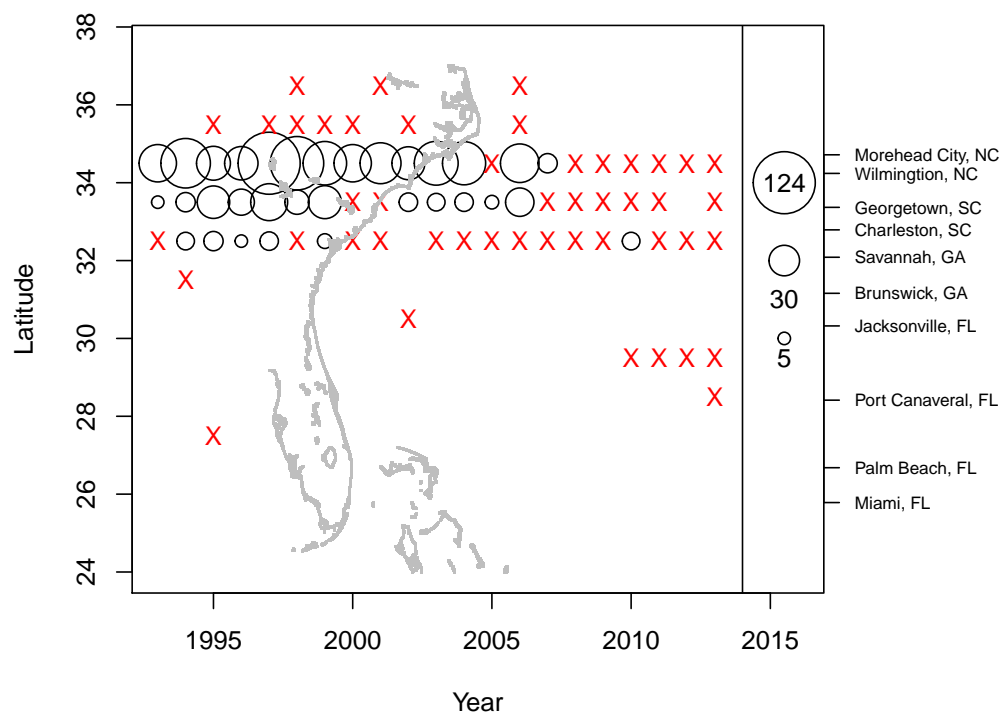 38
36
34
32
30
28
26
24
Latitude
X X X
X X X X X X X
X X X X X X X
X X X X X X X X
X X X X X X X X X X X X X
X
X
X X X X
X
X
124
30
5
Morehead City, NC
Wilmington, NC
Georgetown, SC
Charleston, SC
Savannah, GA
Brunswick, GA
Jacksonville, FL
Port Canaveral, FL
Palm Beach, FL
Miami, FL
1995 2000 2005 2010 2015
Year